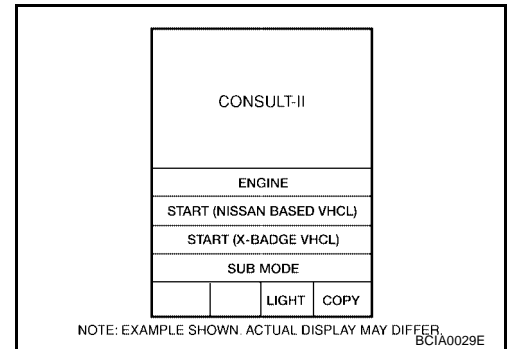 CONSULT-II
ENGINE
START (NISSAN BASED VHCL)
START (X-BADGE VHCL)
SUB MODE
LIGHT COPY
NOTE: EXAMPLE SHOWN. ACTUAL DISPLAY MAY DIFFER.
BCIA0029E